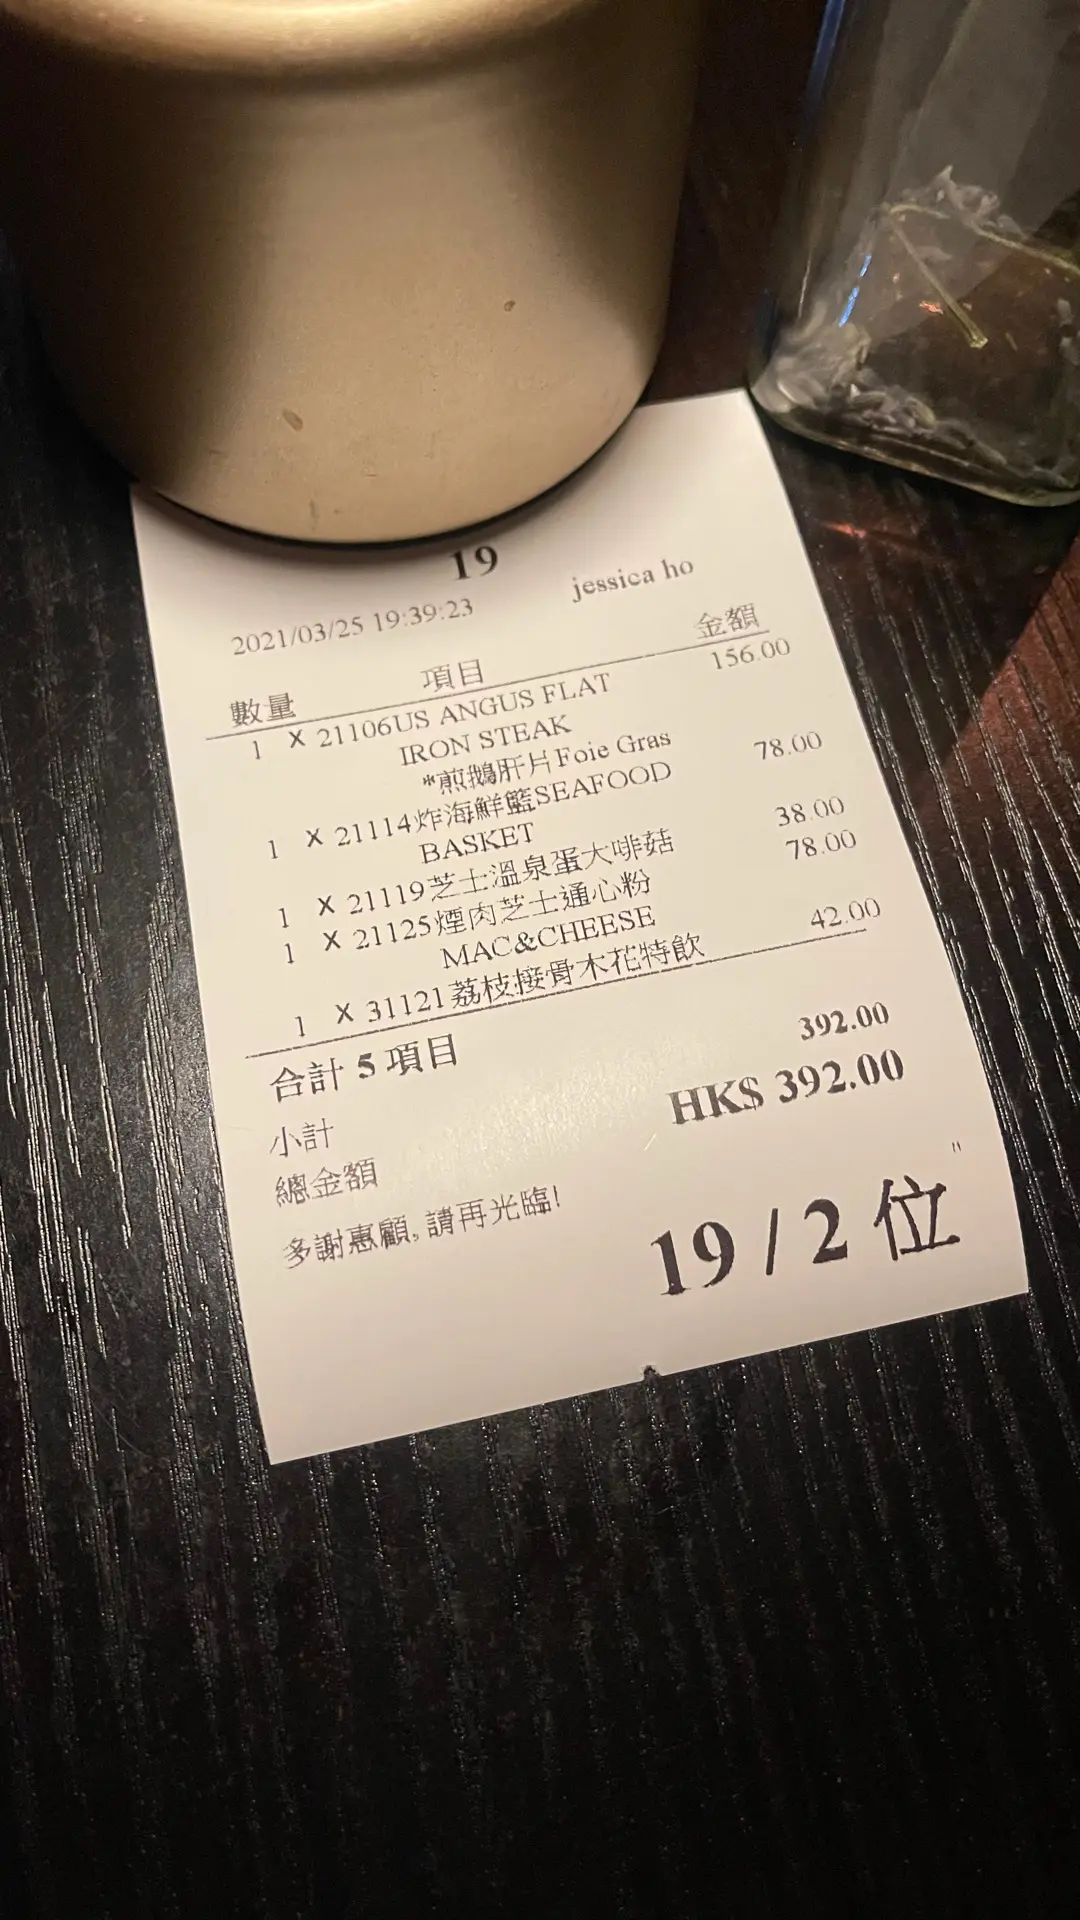 19
2021/03/25 19:39:23 jessica ho
數量 項目 金額
1 X 21106US ANGUS FLAT 156.00
IRON STEAK
*煎鵝肝片Foie Gras
1 X 21114炸海鮮籃SEAFOOD 78.00
BASKET
1 X 21119芝士溫泉蛋大啡菇 38.00
1 X 21125煙肉芝士通心粉 78.00
MAC&CHEESE
1 X 31121荔枝接骨木花特飲 42.00
合計 5 項目
小計 392.00
總金額 HK$ 392.00
多謝惠顧, 請再光臨!
19 / 2 位
"